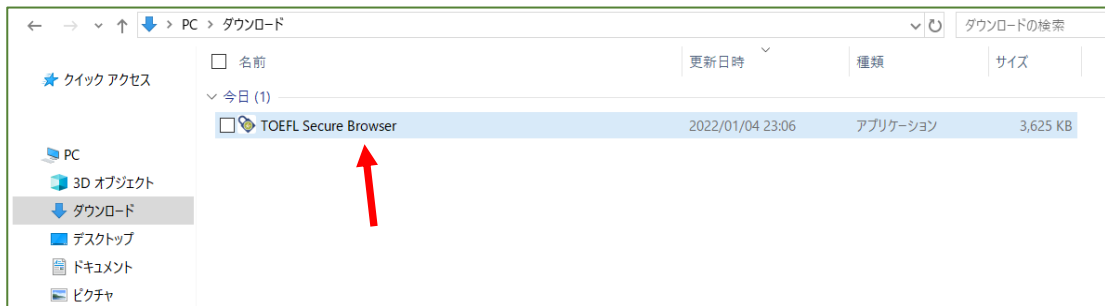 PC > ダウンロード
ダウンロードの検索
名前 更新日時 種類 サイズ
クイック アクセス
今日 (1)
TOEFL Secure Browser 2022/01/04 23:06 アプリケーション 3,625 KB
PC
3D オブジェクト
ダウンロード
デスクトップ
ドキュメント
ピクチャ